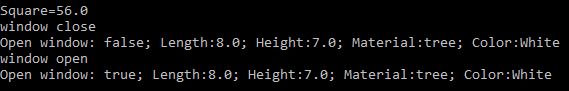 Square=56.0
window close
Open window: false; Length:8.0; Height:7.0; Material:tree; Color:White
window open
Open window: true; Length:8.0; Height:7.0; Material:tree; Color:White